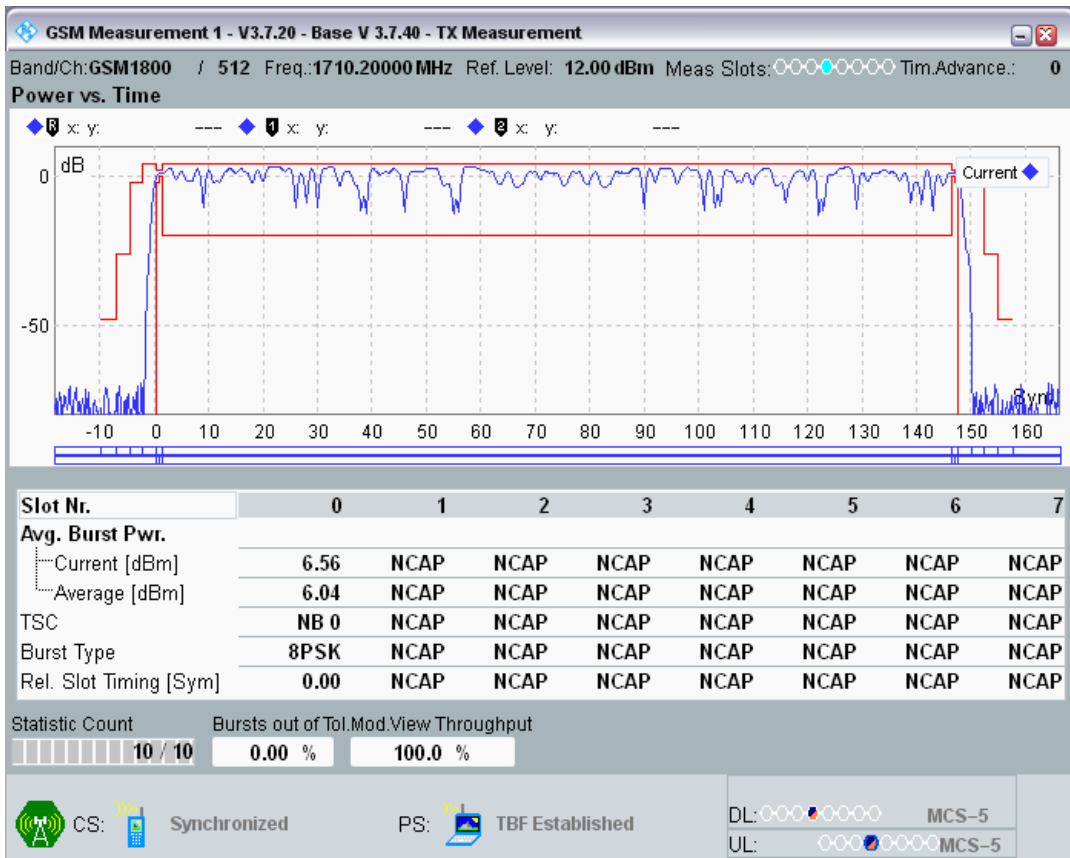 GSM Measurement 1 - V3.7.20 - Base V 3.7.40 - TX Measurement
Band/Ch:GSM1800 / 512 Freq.:1710.20000 MHz Ref. Level: 12.00 dBm Meas Slots: Tim.Advance.: 0
Power vs. Time
R x: y: --- 1 x: y: --- 2 x: y: ---
dB
Current
0
-50
Sym.
-10 0 10 20 30 40 50 60 70 80 90 100 110 120 130 140 150 160
Slot Nr. 0 1 2 3 4 5 6 7
Avg. Burst Pwr.
Current [dBm] 6.56 NCAP NCAP NCAP NCAP NCAP NCAP NCAP
Average [dBm] 6.04 NCAP NCAP NCAP NCAP NCAP NCAP NCAP
TSC NB 0 NCAP NCAP NCAP NCAP NCAP NCAP NCAP
Burst Type 8PSK NCAP NCAP NCAP NCAP NCAP NCAP NCAP
Rel. Slot Timing [Sym] 0.00 NCAP NCAP NCAP NCAP NCAP NCAP NCAP
Statistic Count Bursts out of Tol.Mod.View Throughput
10 / 10 0.00 % 100.0 %
CS: Synchronized PS: TBF Established
DL: MCS-5
UL: MCS-5